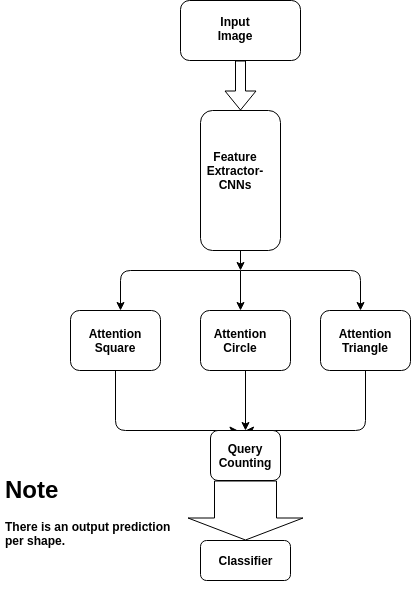 Input
Image
Feature
Extractor-
CNNs
Attention
Square
Attention
Circle
Attention
Triangle
Query
Counting
Note
There is an output prediction
per shape.
Classifier